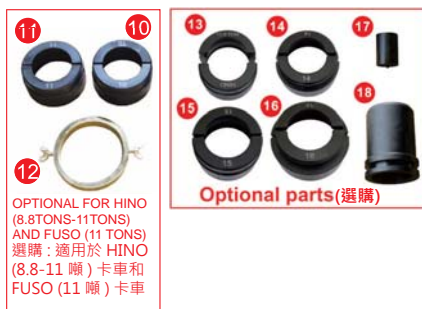 11
10
12
OPTIONAL FOR HINO
(8.8TONS-11TONS)
AND FUSO (11 TONS)
選購 : 適用於 HINO
(8.8-11 噸 ) 卡車和
FUSO (11 噸 ) 卡車
13
14
17
15
16
18
Optional parts(選購)